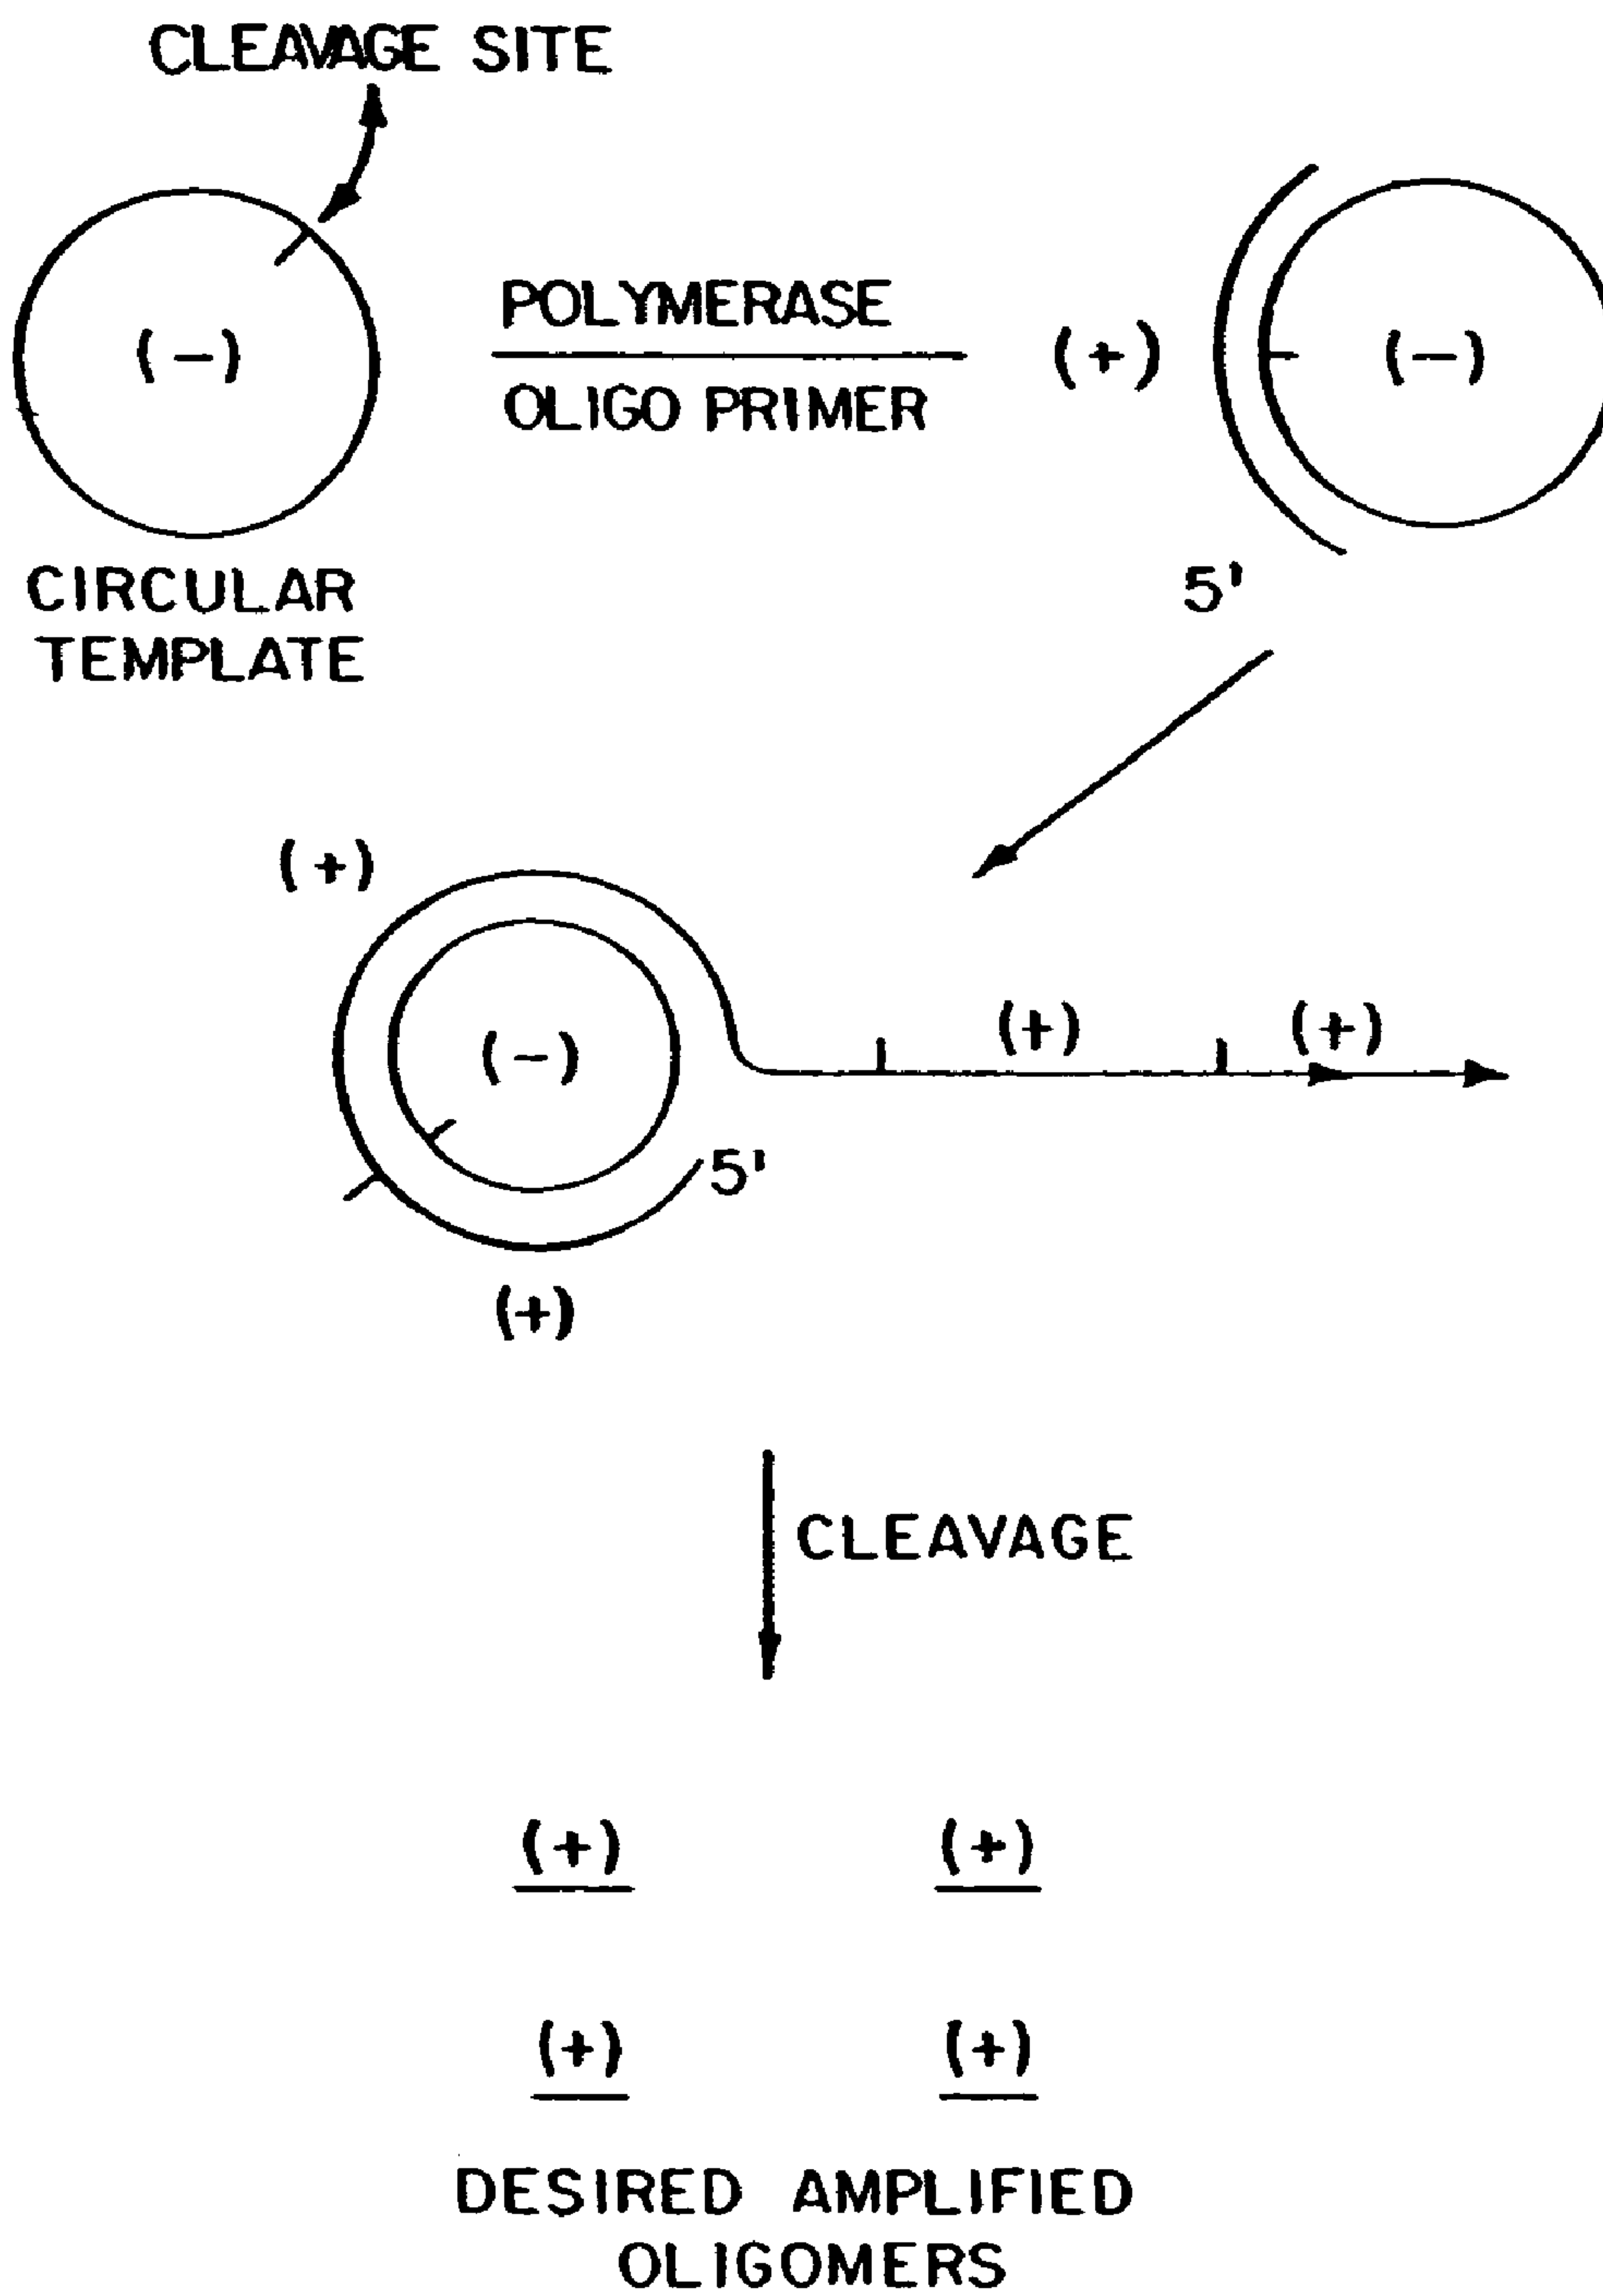 CLEAVAGE SITE
(-)
POLYMERASE
OLIGO PRIMER
(+)
(-)
CIRCULAR
TEMPLATE
5'
(+)
(-)
(+)
(+)
5'
(+)
CLEAVAGE
(+)
(+)
(+)
(+)
DESIRED AMPLIFIED
OLIGOMERS